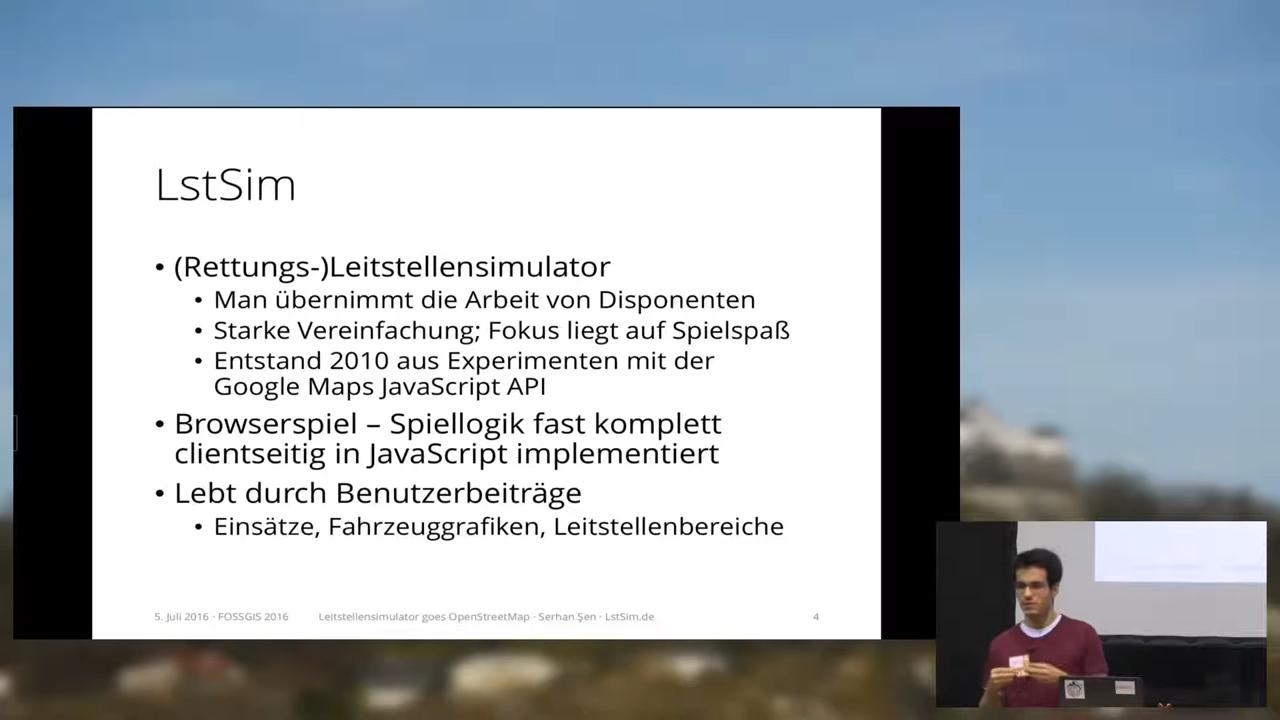 LstSim
• (Rettungs-)Leitstellensimulator
• Man übernimmt die Arbeit von Disponenten
• Starke Vereinfachung; Fokus liegt auf Spielspaß
• Entstand 2010 aus Experimenten mit der
Google Maps JavaScript API
• Browserspiel – Spiellogik fast komplett
clientseitig in JavaScript implementiert
• Lebt durch Benutzerbeiträge
• Einsätze, Fahrzeuggrafiken, Leitstellenbereiche
5. Juli 2016 · FOSSGIS 2016 Leitstellensimulator goes OpenStreetMap · Serhan Şen · LstSim.de 4